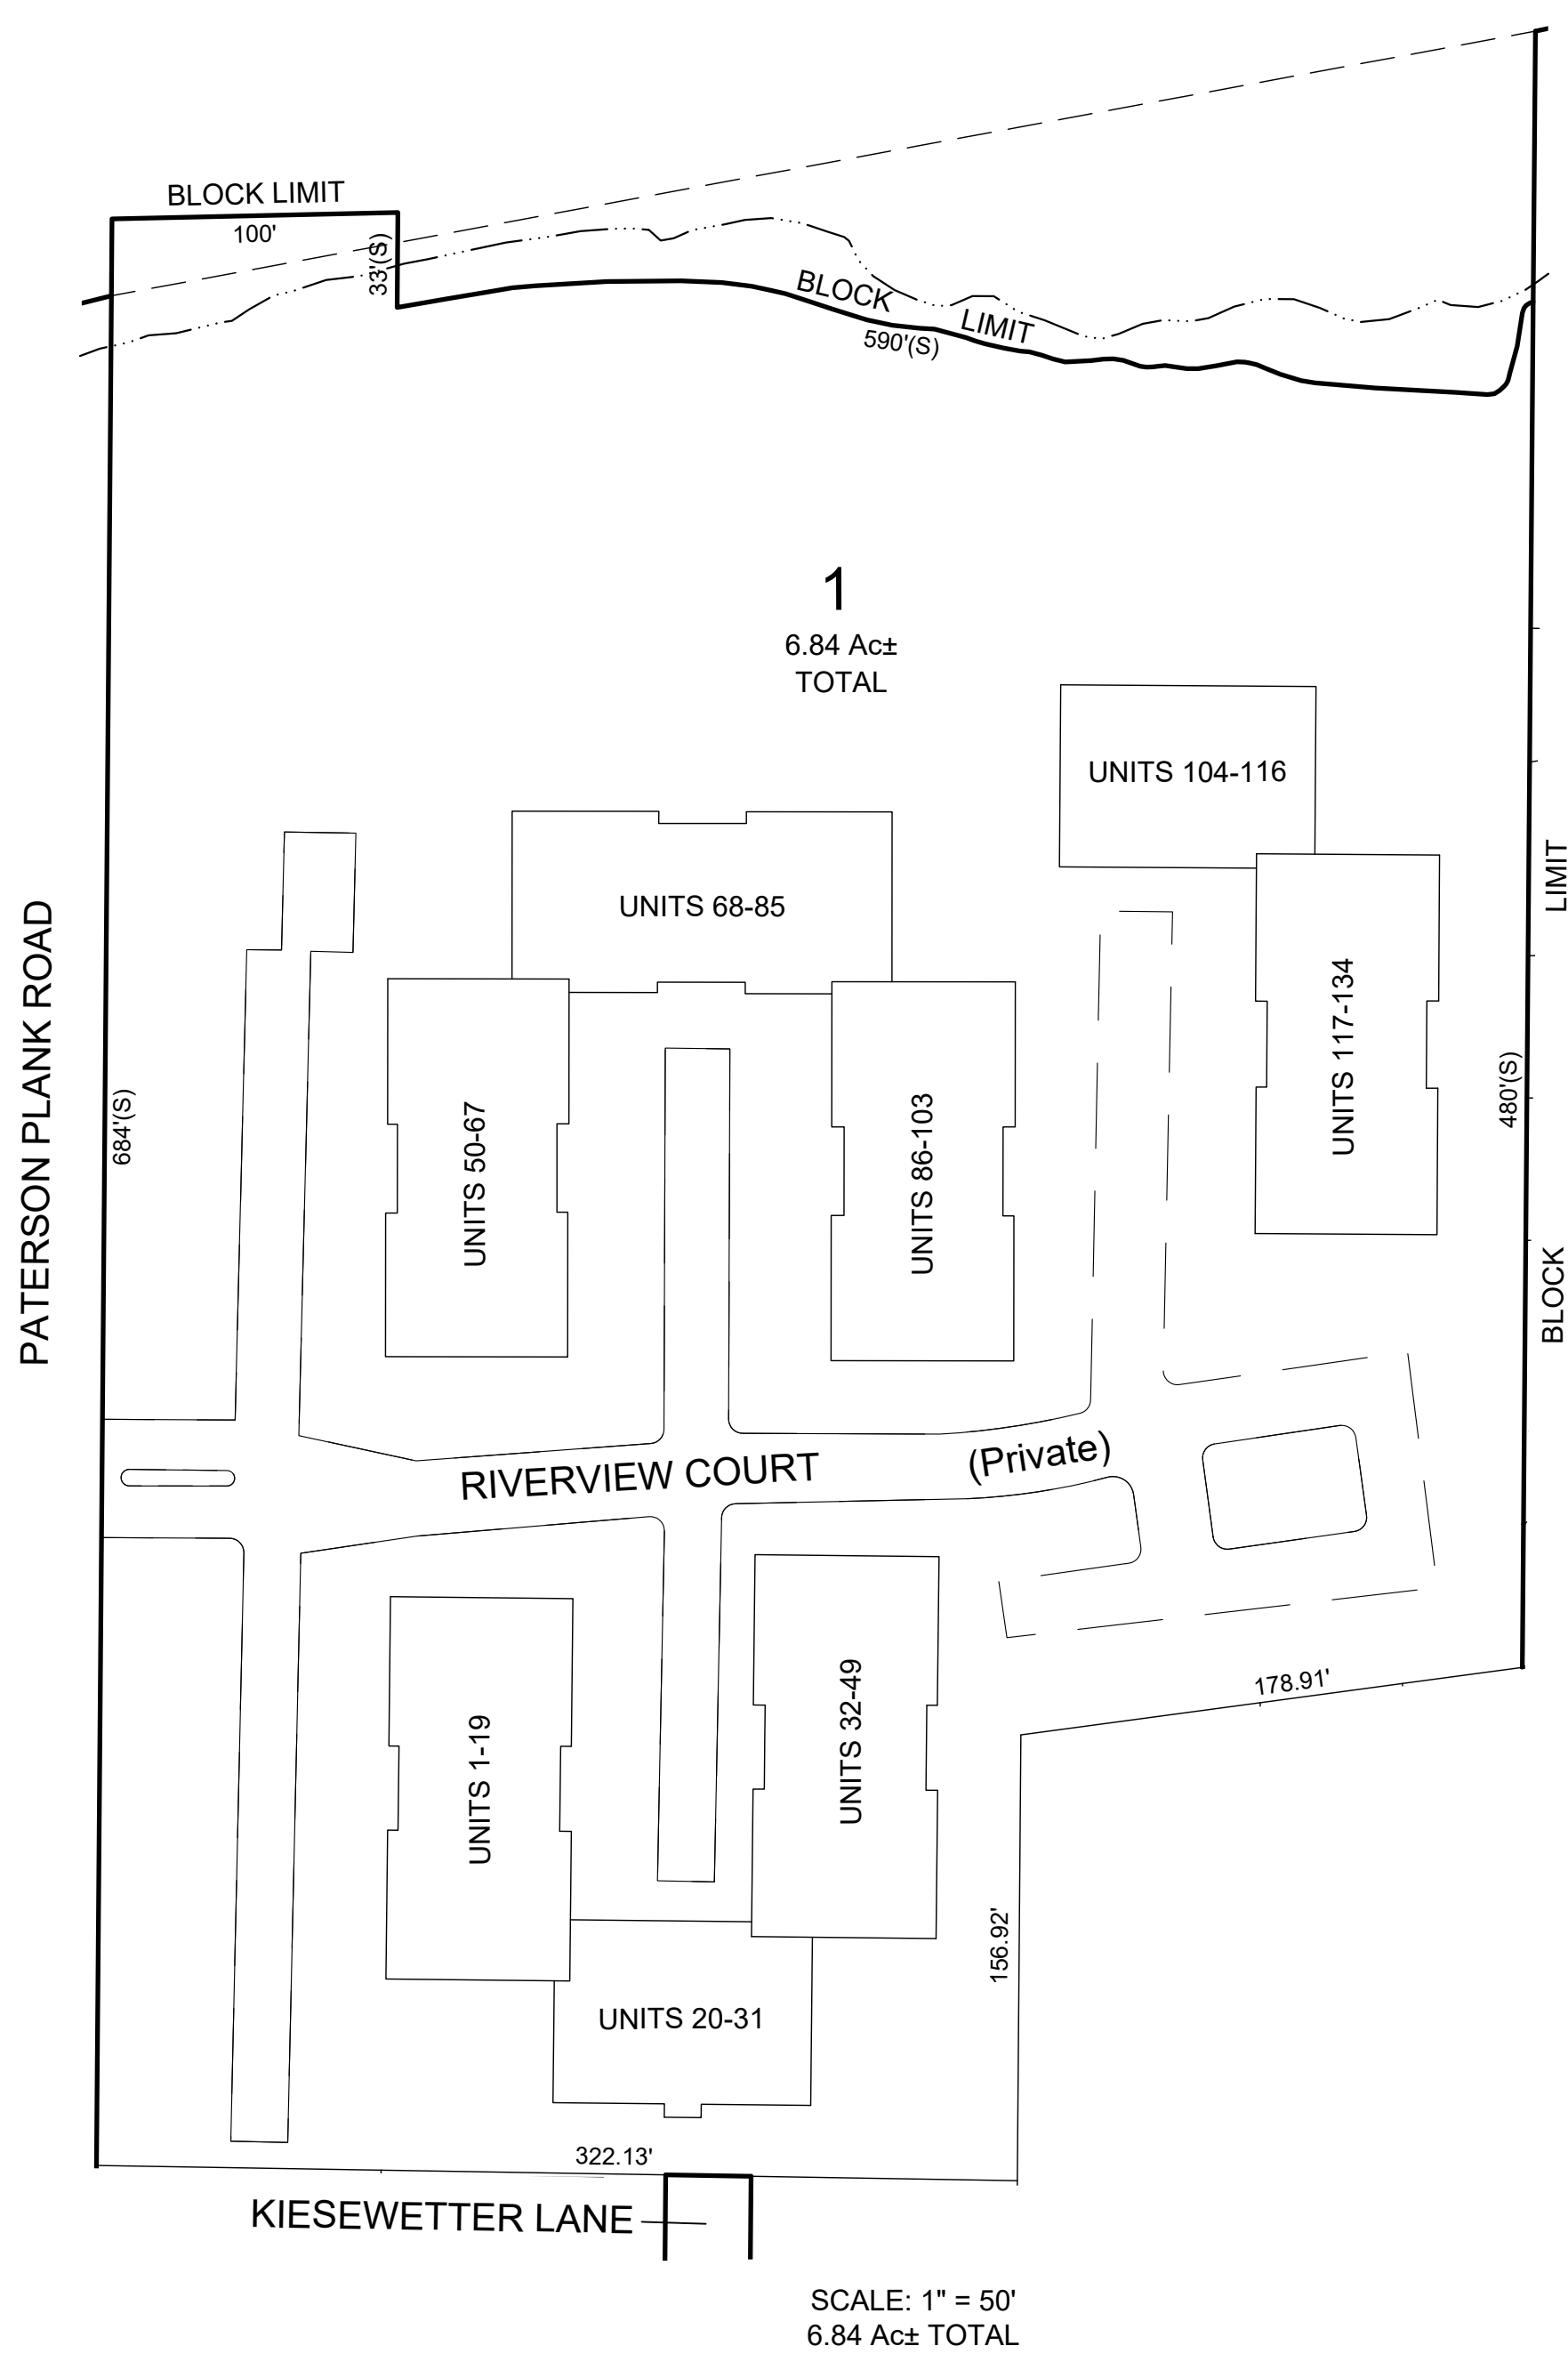 BLOCK LIMIT
100'
33'(S)
BLOCK LIMIT
590'(S)
1
6.84 Ac±
TOTAL
UNITS 104-116
UNITS 68-85
LIMIT
PATERSON PLANK ROAD
684'(S)
UNITS 50-67
UNITS 86-103
UNITS 117-134
480'(S)
BLOCK
RIVERVIEW COURT (Private)
178.91'
UNITS 1-19
UNITS 32-49
156.92'
UNITS 20-31
322.13'
KIESEWETTER LANE
SCALE: 1" = 50'
6.84 Ac± TOTAL